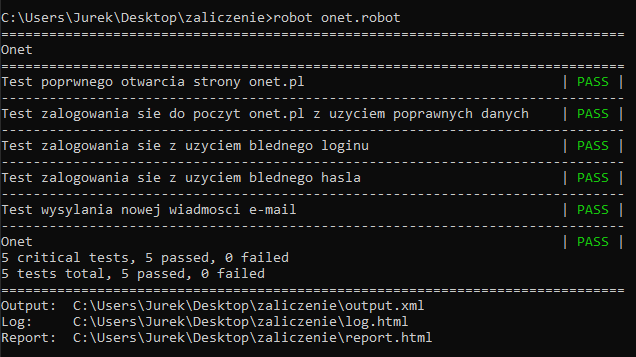 C:\Users\Jurek\Desktop\zaliczenie>robot onet.robot
==============================================================================
Onet
==============================================================================
Test poprwnego otwarcia strony onet.pl | PASS |
------------------------------------------------------------------------------
Test zalogowania sie do poczyt onet.pl z uzyciem poprawnych danych | PASS |
------------------------------------------------------------------------------
Test zalogowania sie z uzyciem blednego loginu | PASS |
------------------------------------------------------------------------------
Test zalogowania sie z uzyciem blednego hasla | PASS |
------------------------------------------------------------------------------
Test wysylania nowej wiadmosci e-mail | PASS |
------------------------------------------------------------------------------
Onet | PASS |
5 critical tests, 5 passed, 0 failed
5 tests total, 5 passed, 0 failed
==============================================================================
Output:  C:\Users\Jurek\Desktop\zaliczenie\output.xml
Log:     C:\Users\Jurek\Desktop\zaliczenie\log.html
Report:  C:\Users\Jurek\Desktop\zaliczenie\report.html